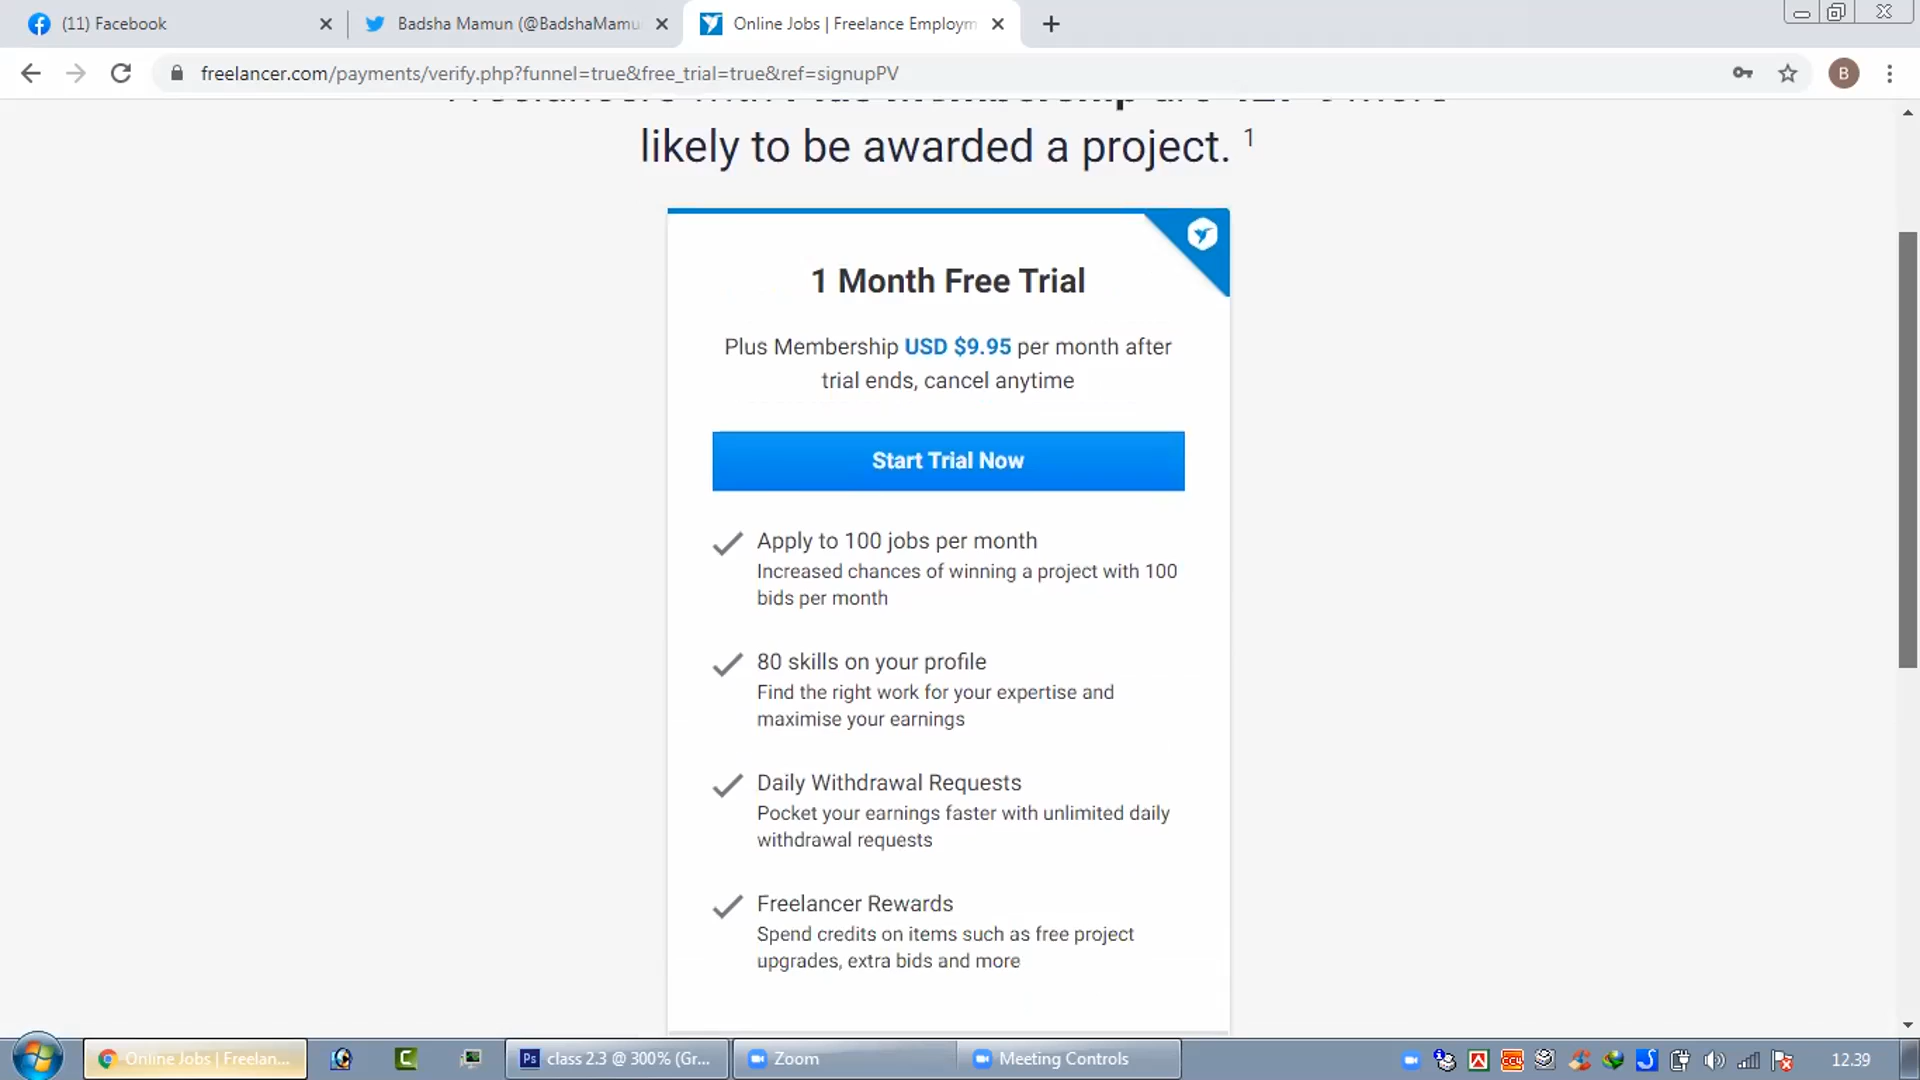 (11) Facebook
Badsha Mamun (@BadshaMamu
Online Jobs | Freelance Employm
freelancer.com/payments/verify.php?funnel=true&free_trial=true&ref=signupPV
B
likely to be awarded a project. 1
1 Month Free Trial
Plus Membership USD $9.95 per month after
trial ends, cancel anytime
Start Trial Now
Apply to 100 jobs per month
Increased chances of winning a project with 100
bids per month
80 skills on your profile
Find the right work for your expertise and
maximise your earnings
Daily Withdrawal Requests
Pocket your earnings faster with unlimited daily
withdrawal requests
Freelancer Rewards
Spend credits on items such as free project
upgrades, extra bids and more
Online Jobs | Freelan...
Ps
class 2.3 @ 300% (Gr...
Zoom
Meeting Controls
12.39